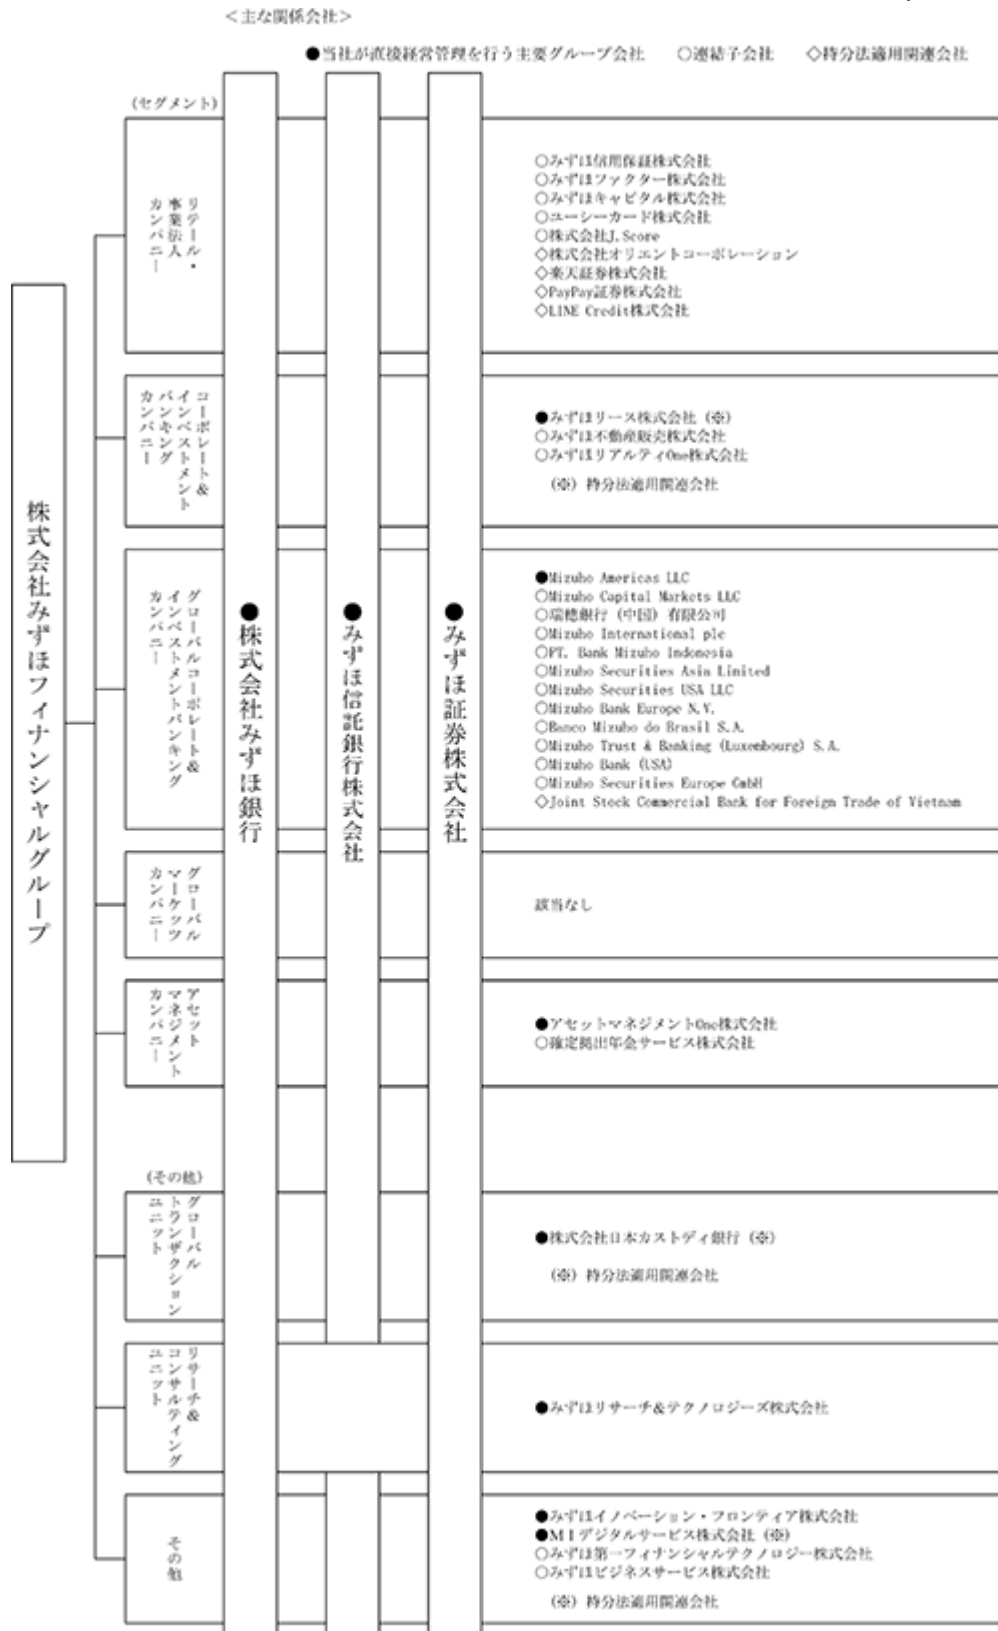 ＜主な関係会社＞
●当社が直接経営管理を行う主要グループ会社　○連結子会社　◇持分法適用関連会社
(セグメント)
株式会社みずほフィナンシャルグループ
●株式会社みずほ銀行
●みずほ信託銀行株式会社
●みずほ証券株式会社
リテール・
事業法人
カンパニー
○みずほ信用保証株式会社
○みずほファクター株式会社
○みずほキャピタル株式会社
○ユーシーカード株式会社
○株式会社J.Score
◇株式会社オリエントコーポレーション
◇楽天証券株式会社
◇PayPay証券株式会社
◇LINE Credit株式会社
コーポレート&
インベストメント
バンキング
カンパニー
●みずほリース株式会社 (※)
○みずほ不動産販売株式会社
○みずほリアルティOne株式会社
(※) 持分法適用関連会社
グローバルコーポレート&
インベストメントバンキング
カンパニー
●Mizuho Americas LLC
○Mizuho Capital Markets LLC
○瑞穂銀行（中国）有限公司
○Mizuho International plc
○PT. Bank Mizuho Indonesia
○Mizuho Securities Asia Limited
○Mizuho Securities USA LLC
○Mizuho Bank Europe N.V.
○Banco Mizuho do Brasil S.A.
○Mizuho Trust & Banking (Luxembourg) S.A.
○Mizuho Bank (USA)
○Mizuho Securities Europe GmbH
◇Joint Stock Commercial Bank for Foreign Trade of Vietnam
グローバル
マーケッツ
カンパニー
該当なし
アセット
マネジメント
カンパニー
●アセットマネジメントOne株式会社
○確定拠出年金サービス株式会社
(その他)
グローバル
トランザクション
ユニット
●株式会社日本カストディ銀行 (※)
(※) 持分法適用関連会社
リサーチ&
コンサルティング
ユニット
●みずほリサーチ&テクノロジーズ株式会社
その他
●みずほイノベーション・フロンティア株式会社
●MIデジタルサービス株式会社 (※)
○みずほ第一フィナンシャルテクノロジー株式会社
○みずほビジネスサービス株式会社
(※) 持分法適用関連会社